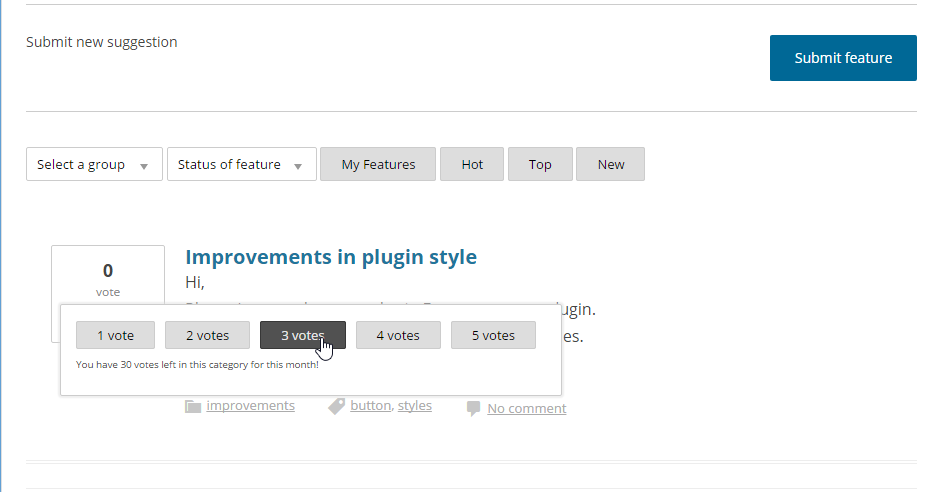 Submit new suggestion
Submit feature
Select a group
Status of feature
My Features
Hot
Top
New
0
vote
Improvements in plugin style
Hi,
ugin.
1 vote
2 votes
3 votes
4 votes
5 votes
es.
You have 30 votes left in this category for this month!
improvements
button, styles
No comment